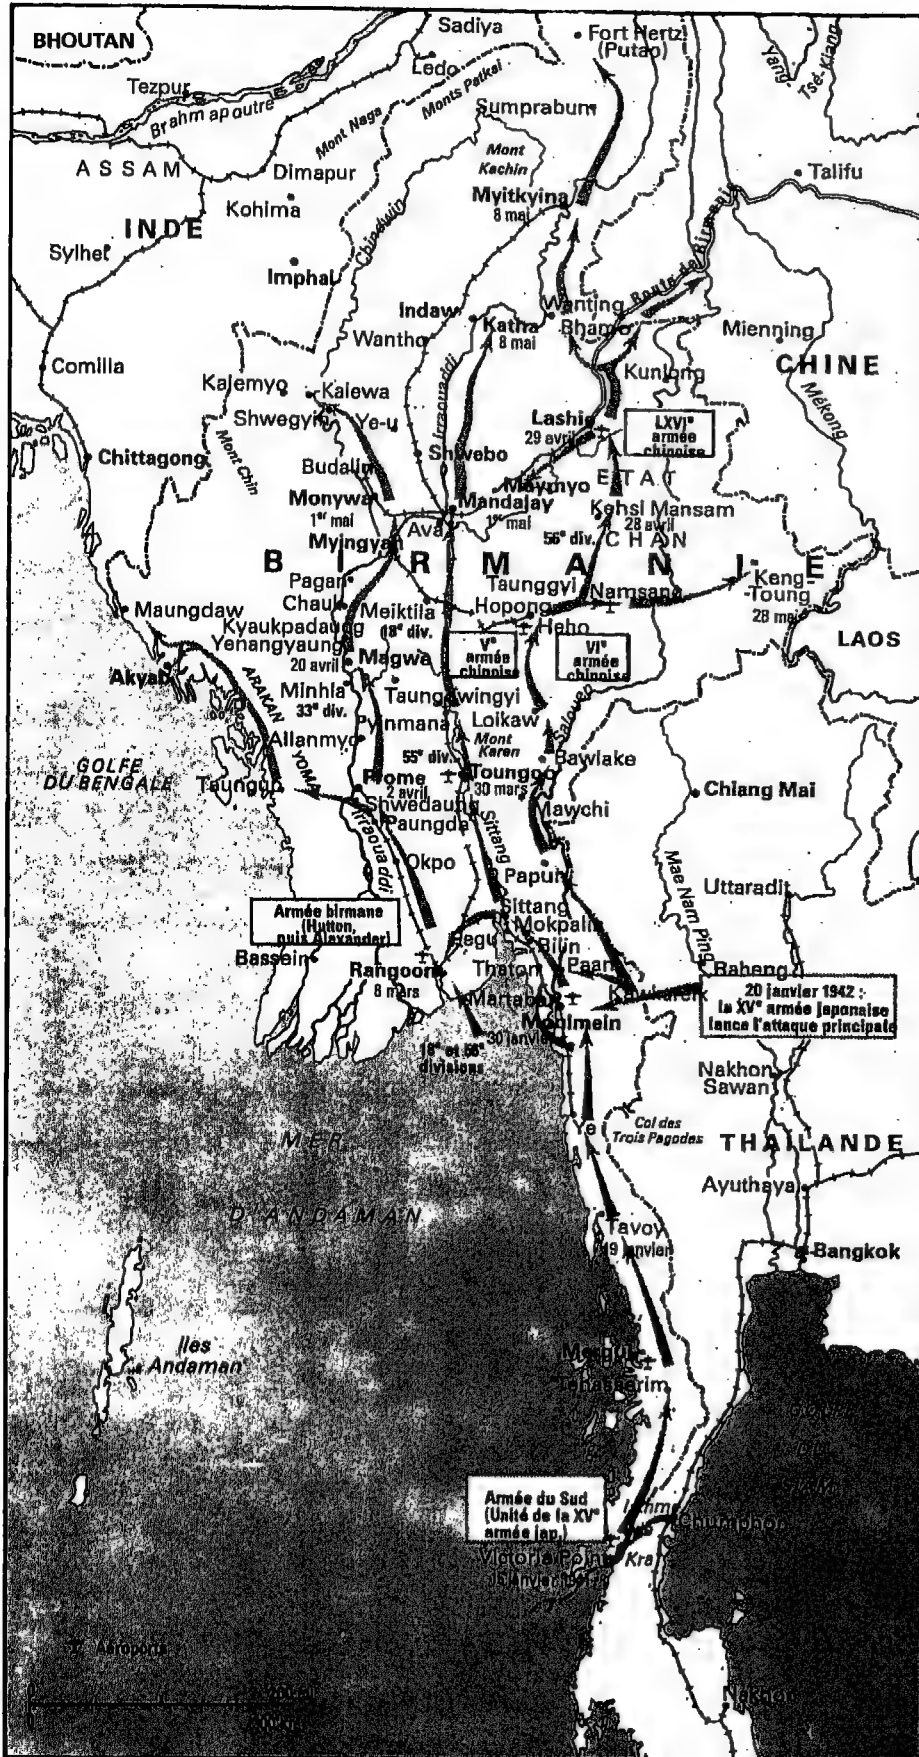 BHOUTAN
Sadiya
Fort Hertz
(Putao)
Yang-
Tsé-Kiang
Ledo
Tezpur
Brahmapoutre
Mont Naga
Monts Patkai
Sumprabum
ASSAM
Dimapur
Mont
Kachin
Talifu
Kohima
Myitkyina
8 mai
INDE
Chindwin
Sylhet
Imphal
Route de Birmanie
Indaw
Wanting
Katha
8 mai
Bhamo
Mienning
Wantho
Comilla
CHINE
Kunlong
Kalemyo
Kalewa
Irraouaddi
Mékong
Shwegyin
Ye-u
Lashio
29 avril
LXVIe
armée
chinoise
Chittagong
Mont Chin
Shwebo
Budalin
ETAT
Maymyo
Monywa
1er mai
Mandalay
1er mai
Kehsi Mansam
28 avril
Ava
Myingyan
56e div.
CHAN
BIRMANIE
Pagan
Taunggyi
Namsang
Keng-
Toung
28 mai
Chauk
Meiktila
Hopong
Maungdaw
Kyaukpadaung
18e div.
Heho
LAOS
Yenangyaung
20 avril
Magwe
Ve
armée
chinoise
VIe
armée
chinoise
Akyab
ARAKAN
YOMA
Minhla
33e div.
Taungdwingyi
Salouen
Loikaw
Yinmana
Mont
Karen
Allanmyo
GOLFE
DU BENGALE
55e div.
Bawlake
Taungup
Prome
2 avril
Toungoo
30 mars
Chiang Mai
Shwedaung
Mawchi
Paungda
Sittang
Irraouaddi
Okpo
Mae Nam Ping
Papun
Uttaradit
Armée birmane
(Hutton,
puis Alexander)
Sittang
Mokpalin
Pegu
Bilin
Bassein
Rangoon
8 mars
Thaton
Paan
Raheng
Martaban
Kawkareik
20 janvier 1942 :
la XVe armée japonaise
lance l'attaque principale
Moulmein
30 janvier
18e et 56e
divisions
Nakhon
Sawan
MER
D'ANDAMAN
Ye
Col des
Trois Pagodes
THAILANDE
Ayuthaya
Tavoy
19 janvier
Bangkok
Iles
Andaman
Mergui
Tenasserim
Armée du Sud
(Unité de la XVe
armée jap.)
Chumphon
Victoria Point
Kra
Aéroports
Nakhon